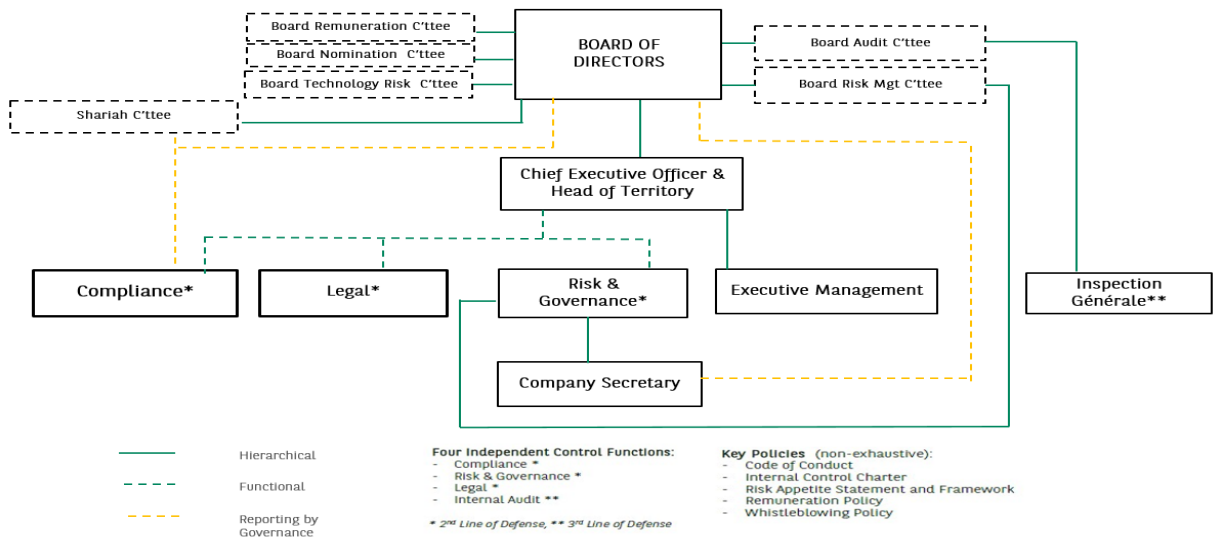 Board Remuneration C'ttee
Board Nomination C'ttee
Board Technology Risk C'ttee
Shariah C'ttee
BOARD OF
DIRECTORS
Board Audit C'ttee
Board Risk Mgt C'ttee
Chief Executive Officer &
Head of Territory
Compliance*
Legal*
Risk &
Governance*
Executive Management
Inspection
Générale**
Company Secretary
Hierarchical
Functional
Reporting by
Governance
Four Independent Control Functions:
- Compliance *
- Risk & Governance *
- Legal *
- Internal Audit **
* 2nd Line of Defense, ** 3rd Line of Defense
Key Policies (non-exhaustive):
- Code of Conduct
- Internal Control Charter
- Risk Appetite Statement and Framework
- Remuneration Policy
- Whistleblowing Policy